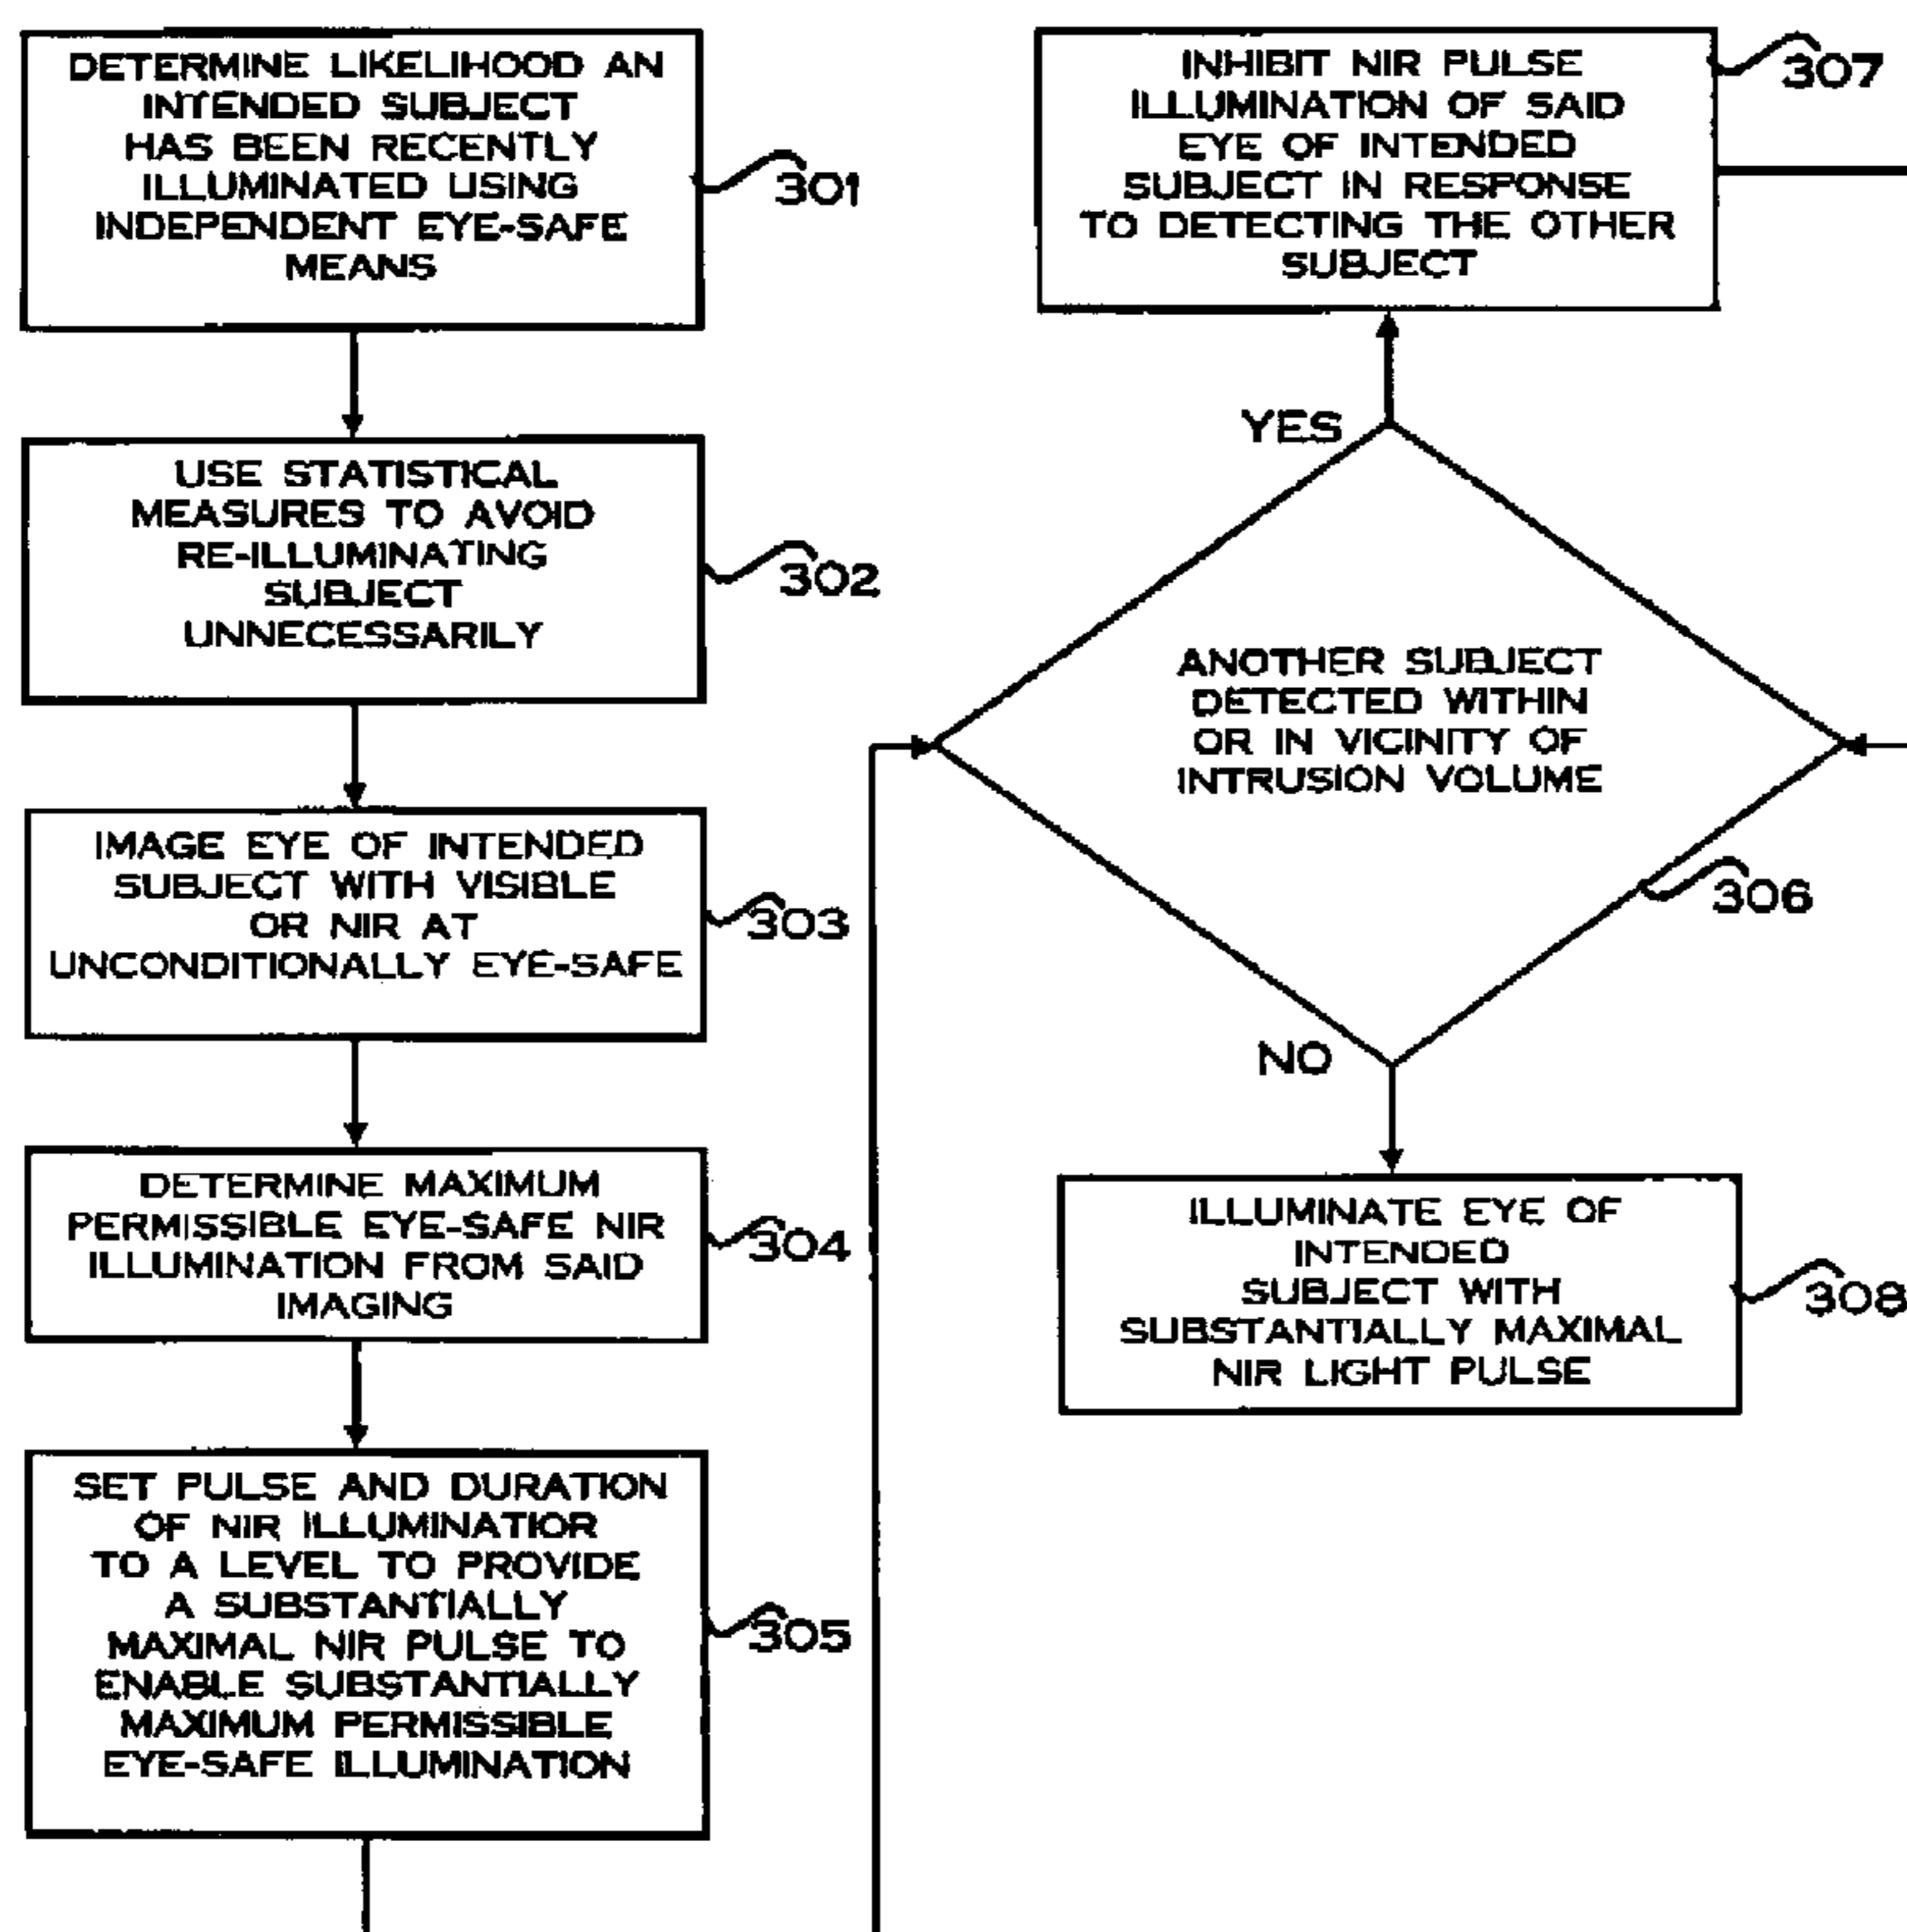 DETERMINE LIKELIHOOD AN
INTENDED SUBJECT
HAS BEEN RECENTLY
ILLUMINATED USING
INDEPENDENT EYE-SAFE
MEANS
301
USE STATISTICAL
MEASURES TO AVOID
RE-ILLUMINATING
SUBJECT
UNNECESSARILY
302
IMAGE EYE OF INTENDED
SUBJECT WITH VISIBLE
OR NIR AT
UNCONDITIONALLY EYE-SAFE
303
DETERMINE MAXIMUM
PERMISSIBLE EYE-SAFE NIR
ILLUMINATION FROM SAID
IMAGING
304
SET PULSE AND DURATION
OF NIR ILLUMINATIOR
TO A LEVEL TO PROVIDE
A SUBSTANTIALLY
MAXIMAL NIR PULSE TO
ENABLE SUBSTANTIALLY
MAXIMUM PERMISSIBLE
EYE-SAFE ILLUMINATION
305
INHIBIT NIR PULSE
ILLUMINATION OF SAID
EYE OF INTENDED
SUBJECT IN RESPONSE
TO DETECTING THE OTHER
SUBJECT
307
YES
ANOTHER SUBJECT
DETECTED WITHIN
OR IN VICINITY OF
INTRUSION VOLUME
306
NO
ILLUMINATE EYE OF
INTENDED
SUBJECT WITH
SUBSTANTIALLY MAXIMAL
NIR LIGHT PULSE
308